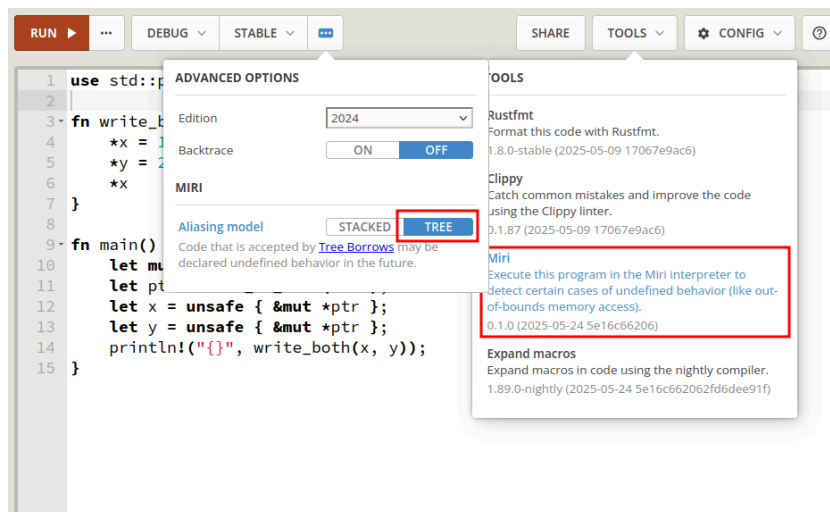 RUN ▶ ··· DEBUG STABLE ··· SHARE TOOLS CONFIG ?
ADVANCED OPTIONS
Edition 2024
Backtrace ON OFF
MIRI
Aliasing model STACKED TREE
Code that is accepted by Tree Borrows may be
declared undefined behavior in the future.
TOOLS
Rustfmt
Format this code with Rustfmt.
1.8.0-stable (2025-05-09 17067e9ac6)
Clippy
Catch common mistakes and improve the code
using the Clippy linter.
0.1.87 (2025-05-09 17067e9ac6)
Miri
Execute this program in the Miri interpreter to
detect certain cases of undefined behavior (like out-
of-bounds memory access).
0.1.0 (2025-05-24 5e16c66206)
Expand macros
Expand macros in code using the nightly compiler.
1.89.0-nightly (2025-05-24 5e16c662062fd6dee91f)
1 use std::p
2
3 fn write_b
4 *x = 1
5 *y = 2
6 *x
7 }
8
9 fn main()
10 let mu
11 let pt
12 let x = unsafe { &mut *ptr };
13 let y = unsafe { &mut *ptr };
14 println!("{}", write_both(x, y));
15 }